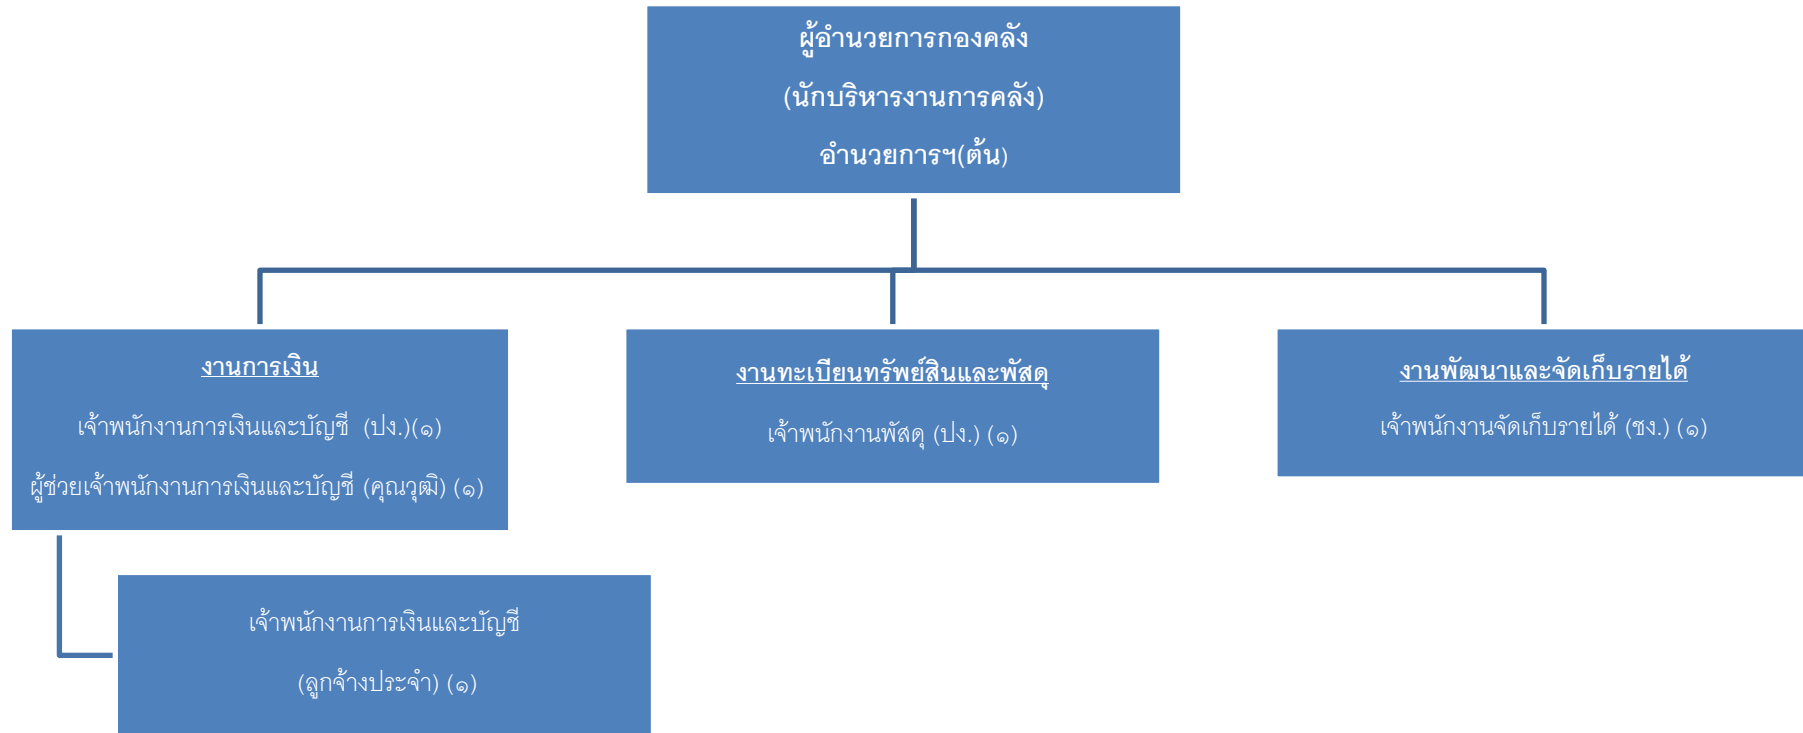 ผู้อำนวยการกองคลัง
(นักบริหารงานการคลัง)
อำนวยการฯ(ต้น)
งานการเงิน
เจ้าพนักงานการเงินและบัญชี (ปง.)(๑)
ผู้ช่วยเจ้าพนักงานการเงินและบัญชี (คุณวุฒิ) (๑)
งานทะเบียนทรัพย์สินและพัสดุ
เจ้าพนักงานพัสดุ (ปง.) (๑)
งานพัฒนาและจัดเก็บรายได้
เจ้าพนักงานจัดเก็บรายได้ (ชง.) (๑)
เจ้าพนักงานการเงินและบัญชี
(ลูกจ้างประจำ) (๑)